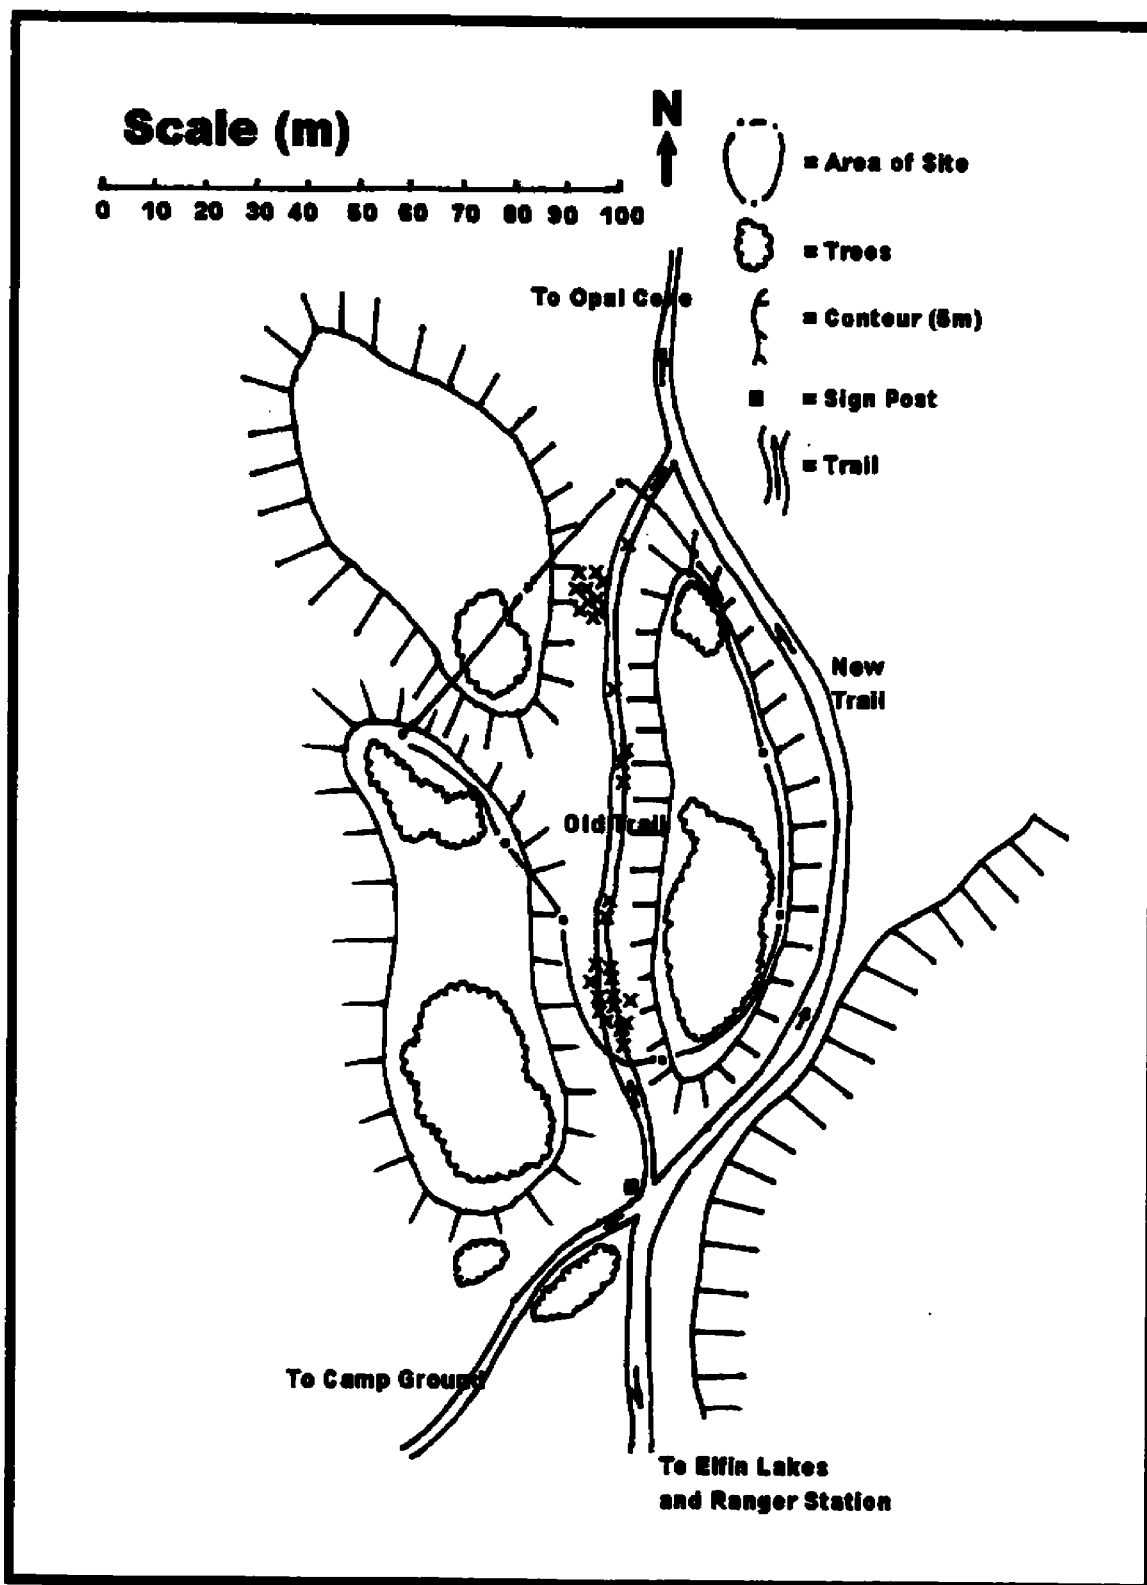 Scale (m)
0 10 20 30 40 50 60 70 80 90 100
N
= Area of Site
= Trees
= Contour (5m)
= Sign Post
= Trail
To Opal Cone
New
Trail
Old Trail
To Camp Ground
To Elfin Lakes
and Ranger Station